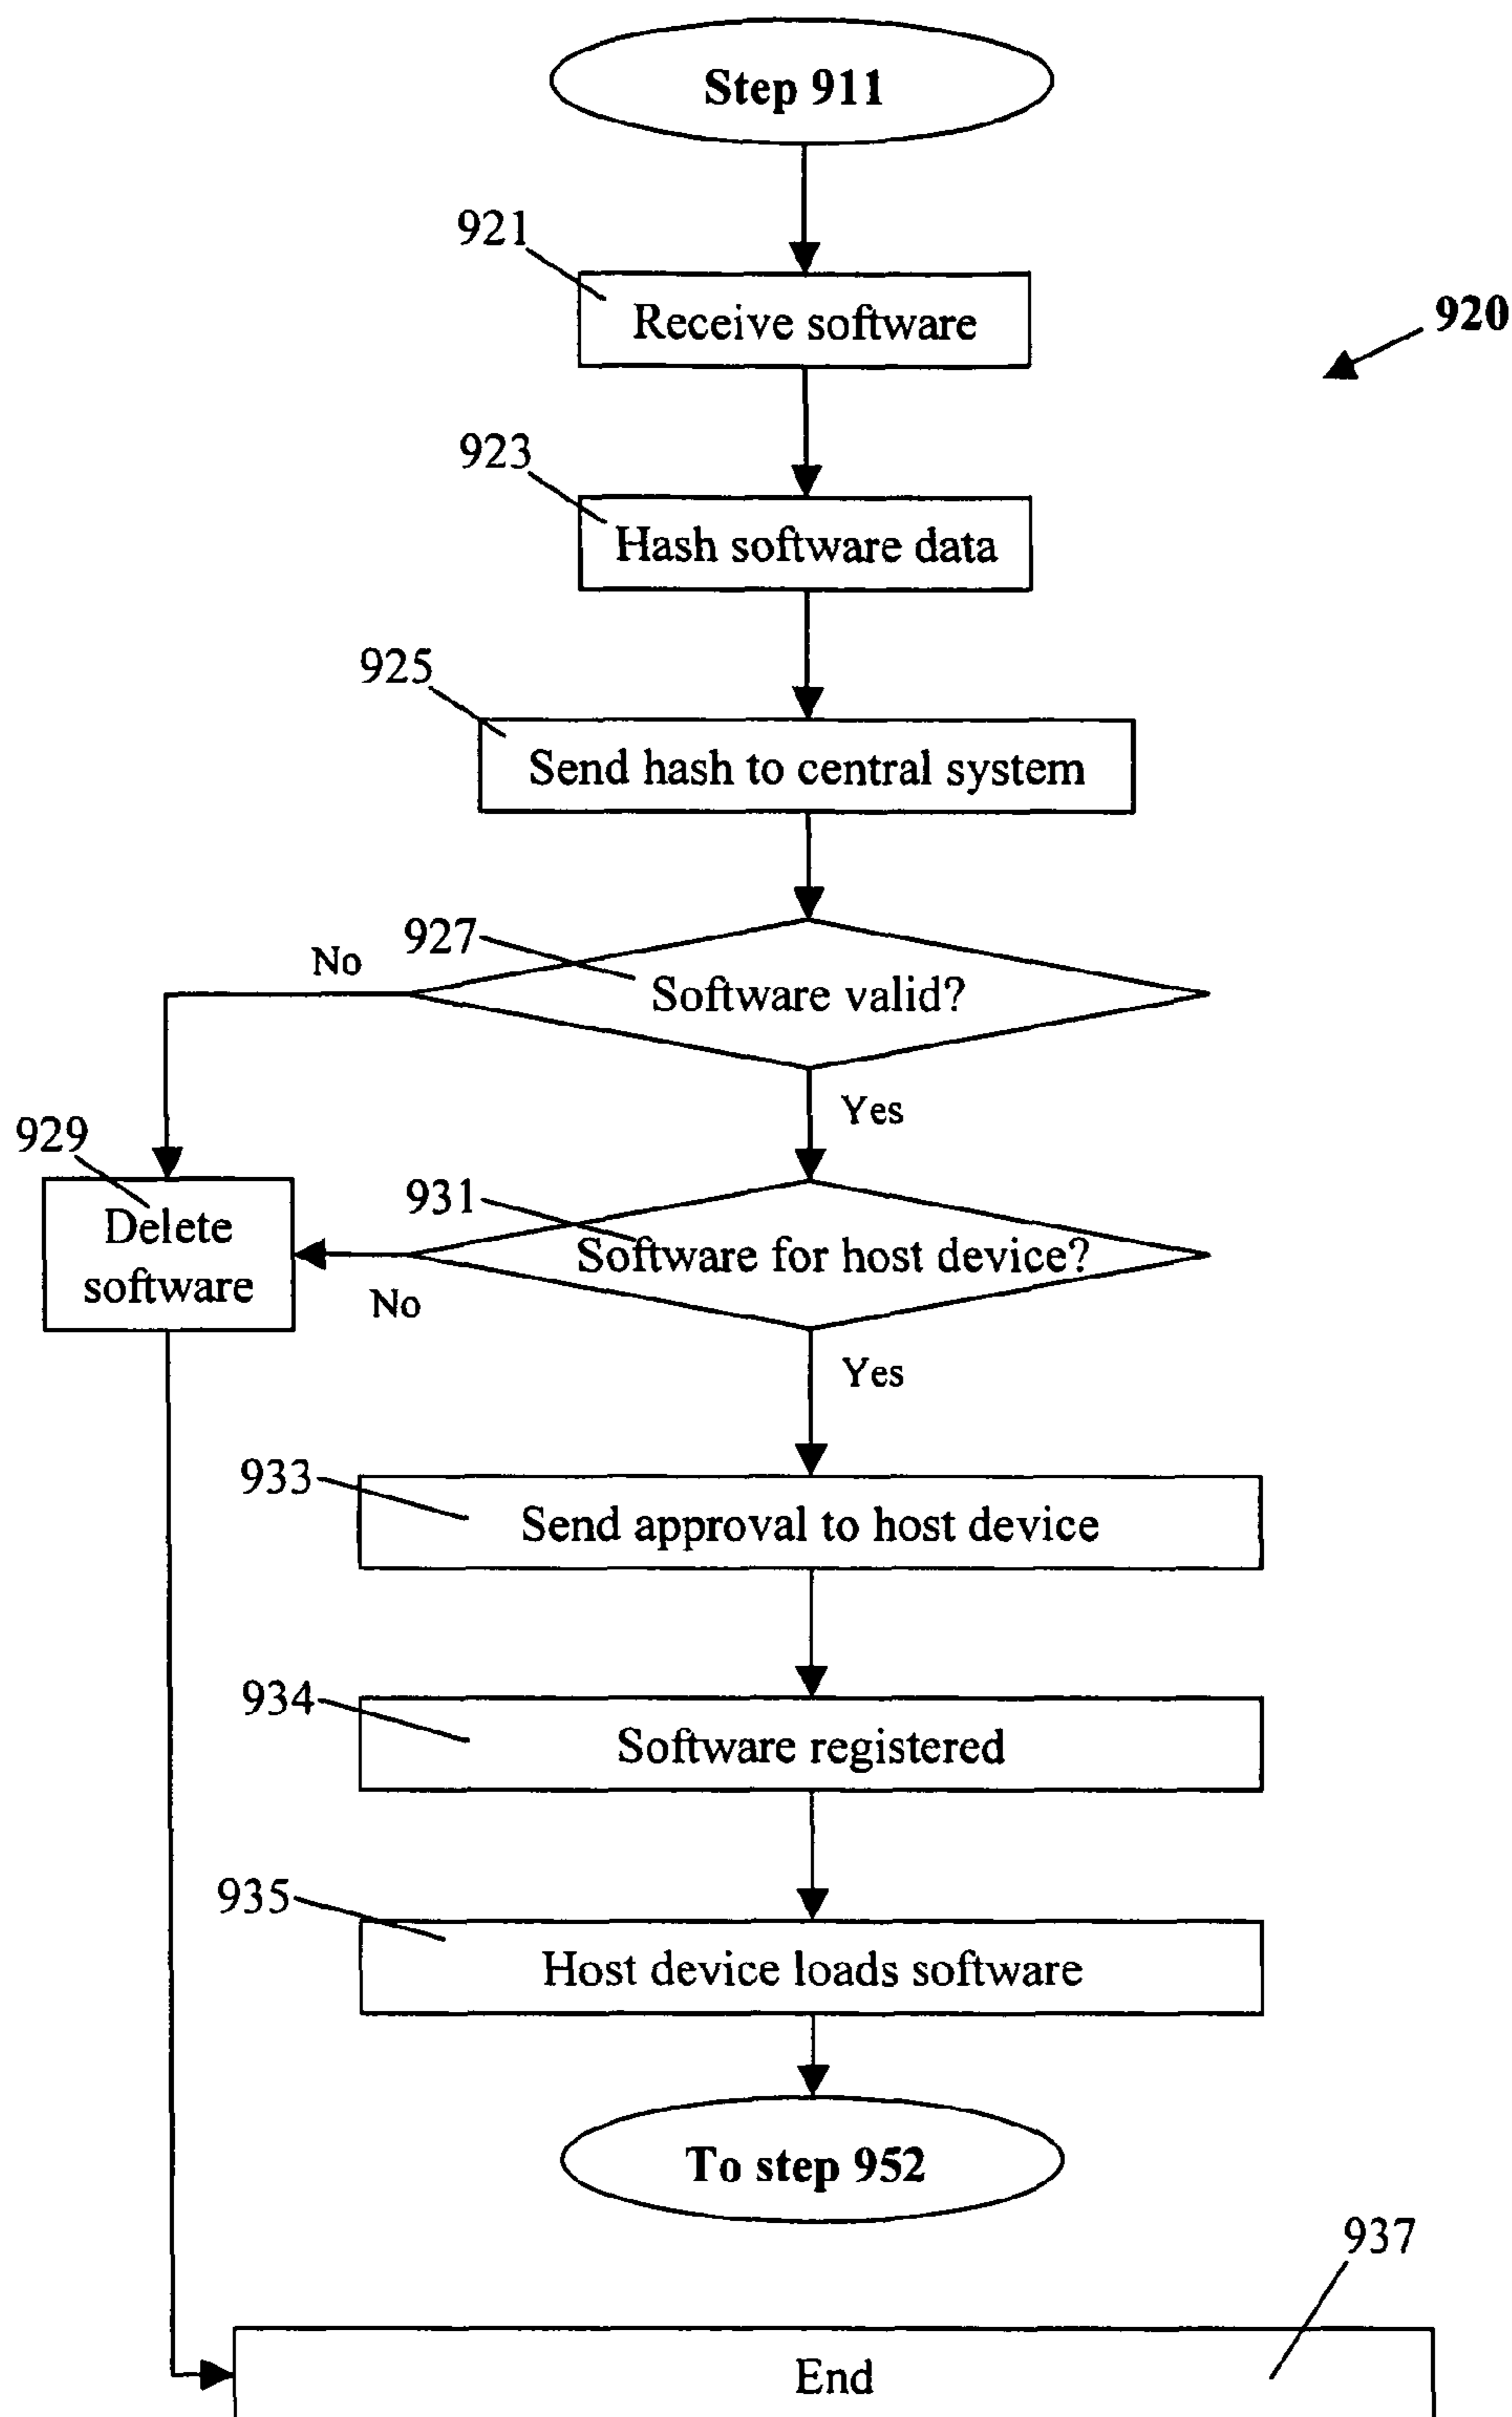 Step 911
921
Receive software
920
923
Hash software data
925
Send hash to central system
927
No
Software valid?
Yes
929
Delete
software
931
Software for host device?
No
Yes
933
Send approval to host device
934
Software registered
935
Host device loads software
To step 952
937
End